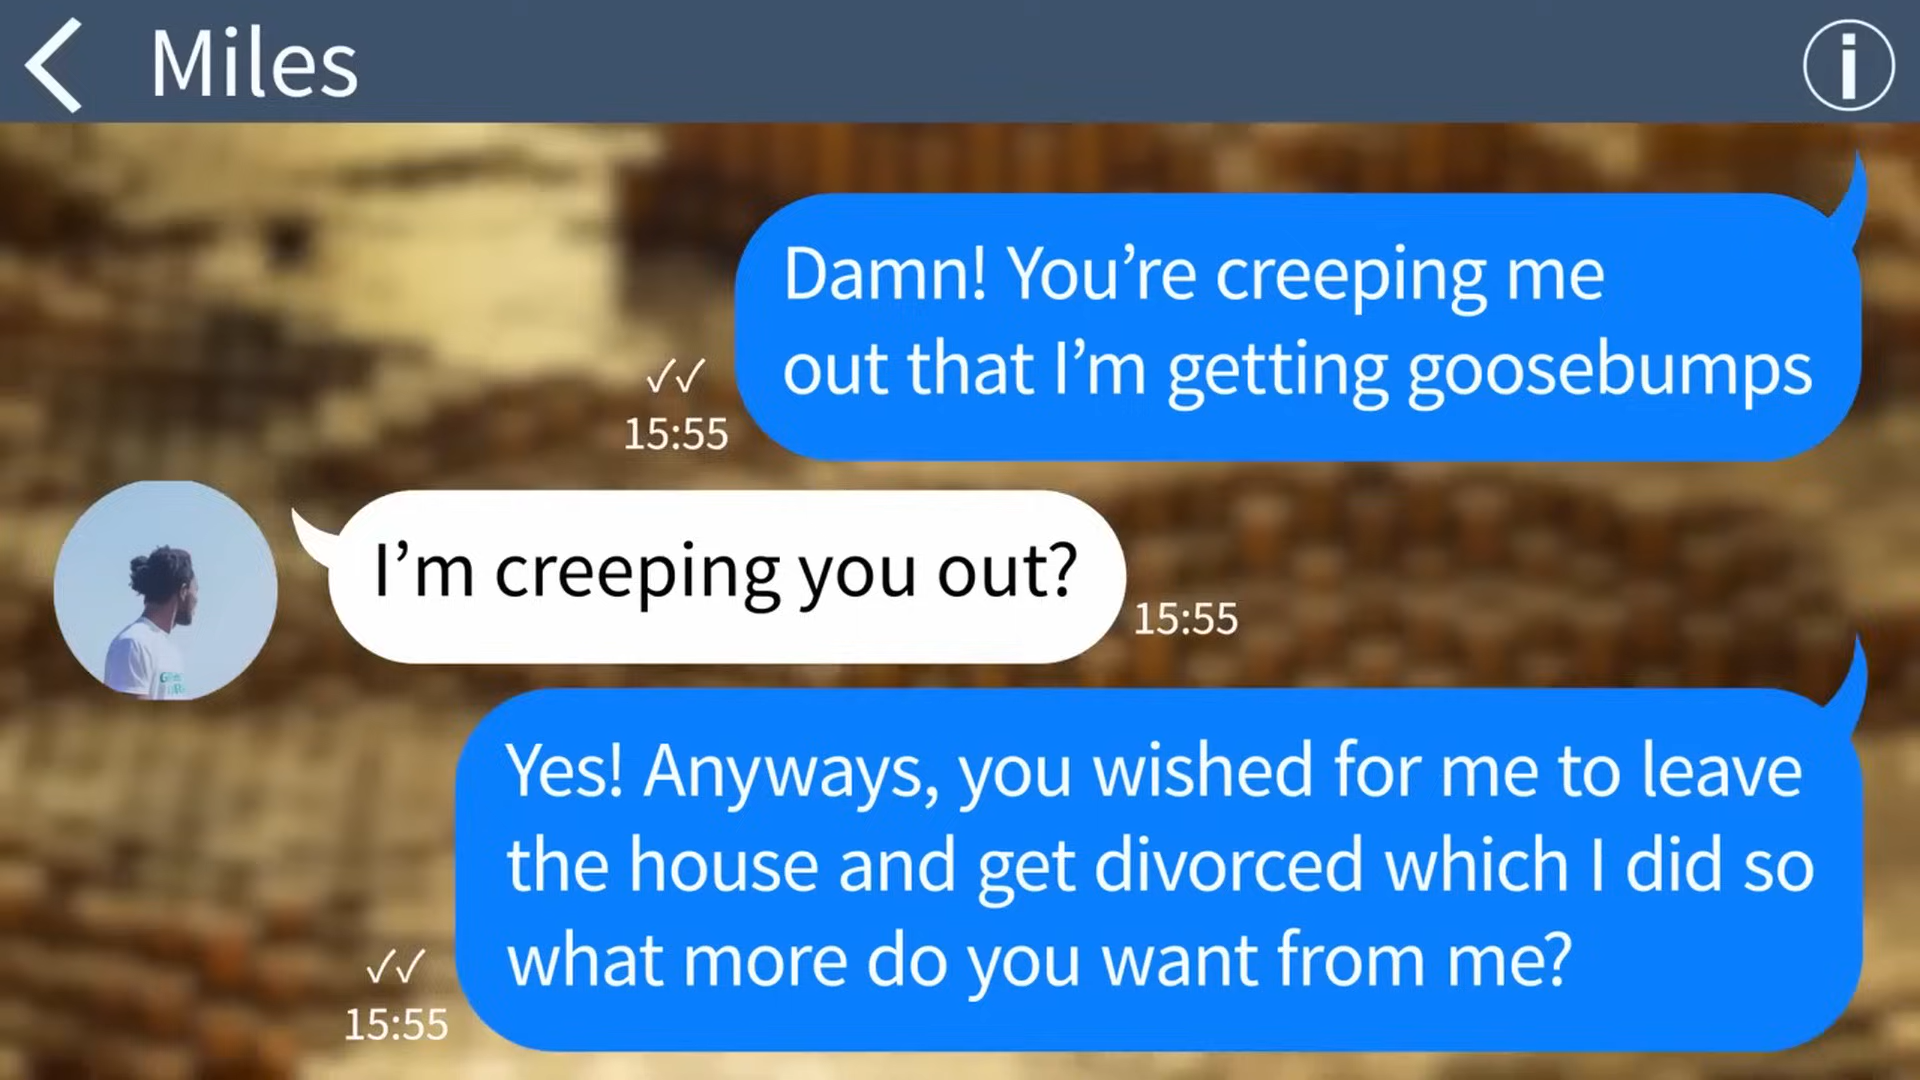 Miles
Damn! You’re creeping me
out that I’m getting goosebumps
✓✓
15:55
I’m creeping you out?
15:55
Yes! Anyways, you wished for me to leave
the house and get divorced which I did so
what more do you want from me?
✓✓
15:55